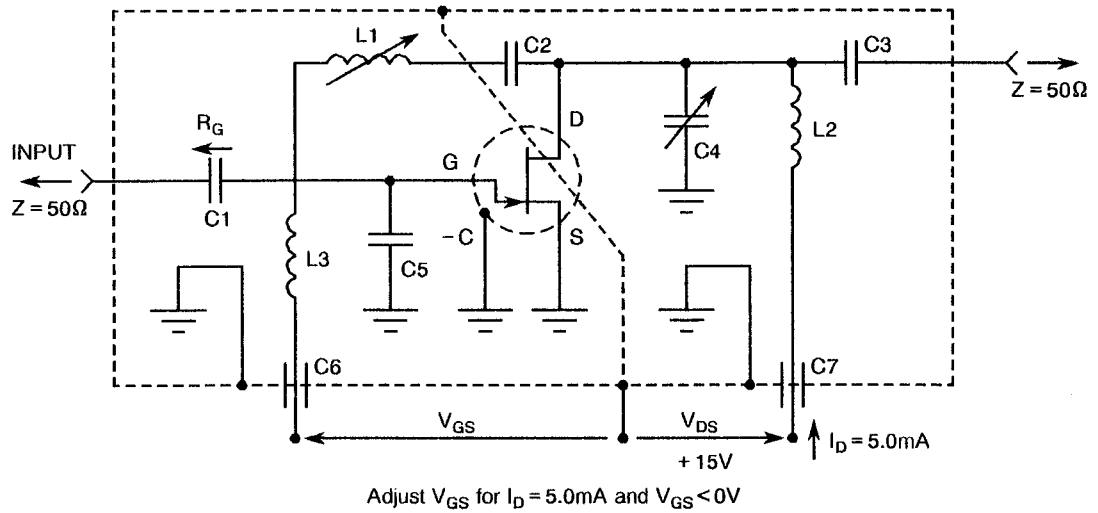 L1
C2
C3
Z = 50Ω
R_G
D
C4
L2
INPUT
G
Z = 50Ω
C1
L3
C5
–C
S
C6
C7
V_GS
V_DS
I_D = 5.0mA
+ 15V
Adjust V_GS for I_D = 5.0mA and V_GS < 0V